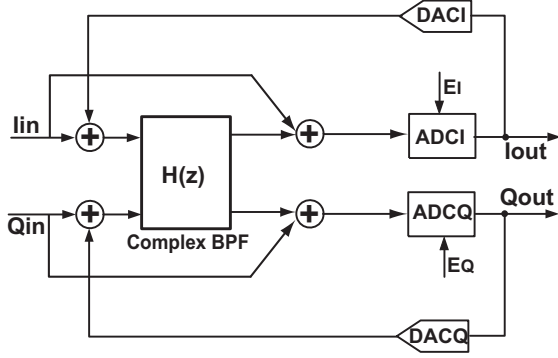 DACI
EI
Iin
ADCI
Iout
H(z)
Qin
Complex BPF
ADCQ
Qout
EQ
DACQ